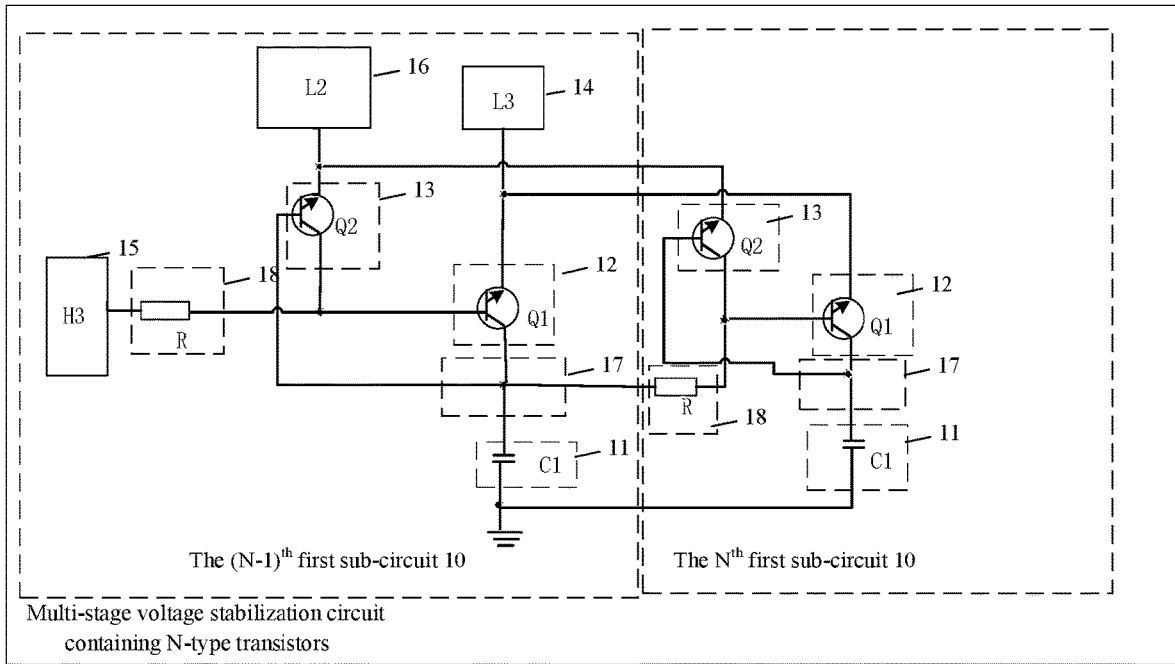 16
L2
14
L3
13
Q2
13
Q2
15
18
H3
R
12
Q1
12
Q1
17
17
R
18
11
C1
11
C1
The (N-1)th first sub-circuit 10
The Nth first sub-circuit 10
Multi-stage voltage stabilization circuit
containing N-type transistors